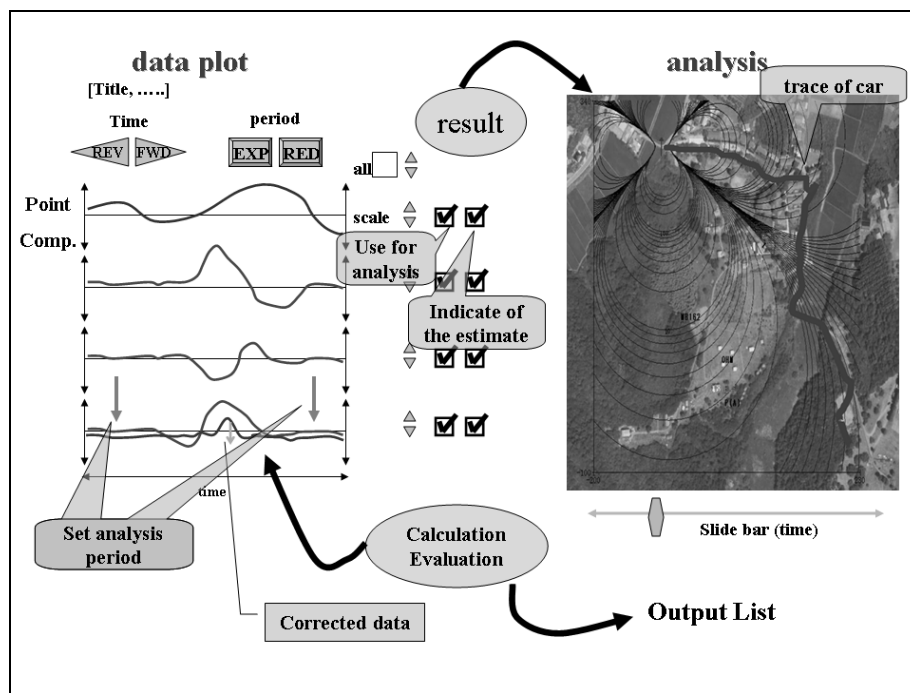 data plot
[Title, .....]
Time
period
REV
FWD
EXP
RED
all
Point
Comp.
scale
Use for
analysis
Indicate of
the estimate
time
Set analysis
period
Corrected data
Calculation
Evaluation
Output List
result
analysis
trace of car
Slide bar (time)